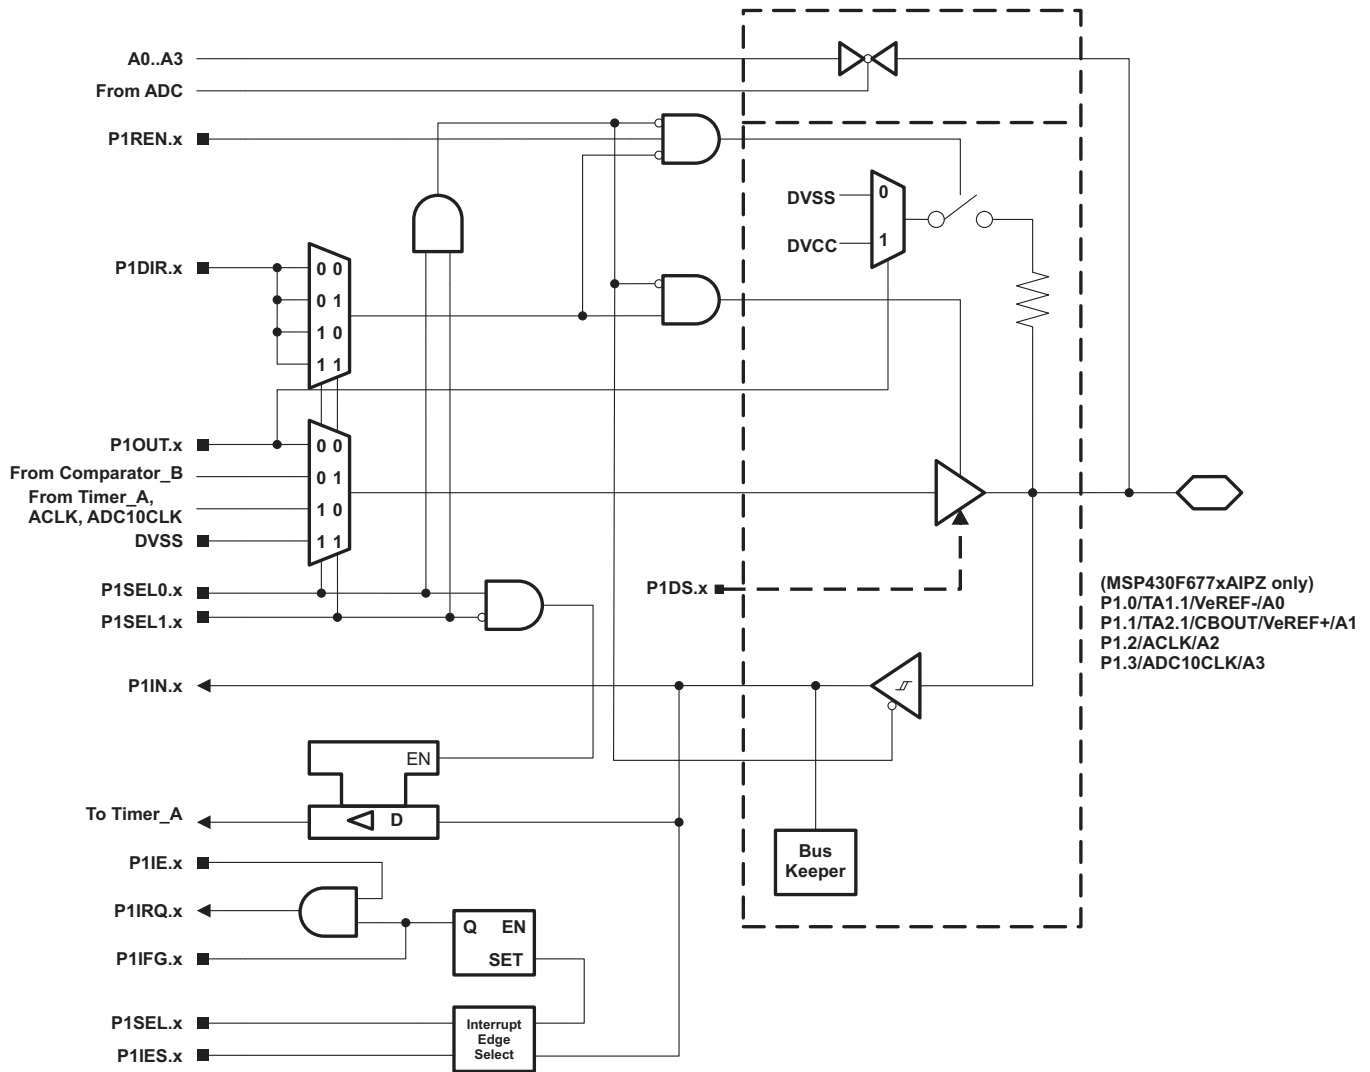 A0..A3
From ADC
P1REN.x
DVSS
0
DVCC
1
P1DIR.x
0 0
0 1
1 0
1 1
P1OUT.x
0 0
From Comparator_B
0 1
From Timer_A,
ACLK, ADC10CLK
1 0
DVSS
1 1
P1SEL0.x
P1DS.x
P1SEL1.x
(MSP430F677xAIPZ only)
P1.0/TA1.1/VeREF-/A0
P1.1/TA2.1/CBOUT/VeREF+/A1
P1.2/ACLK/A2
P1.3/ADC10CLK/A3
P1IN.x
EN
To Timer_A
D
Bus
Keeper
P1IE.x
P1IRQ.x
Q EN
SET
P1IFG.x
P1SEL.x
P1IES.x
Interrupt
Edge
Select